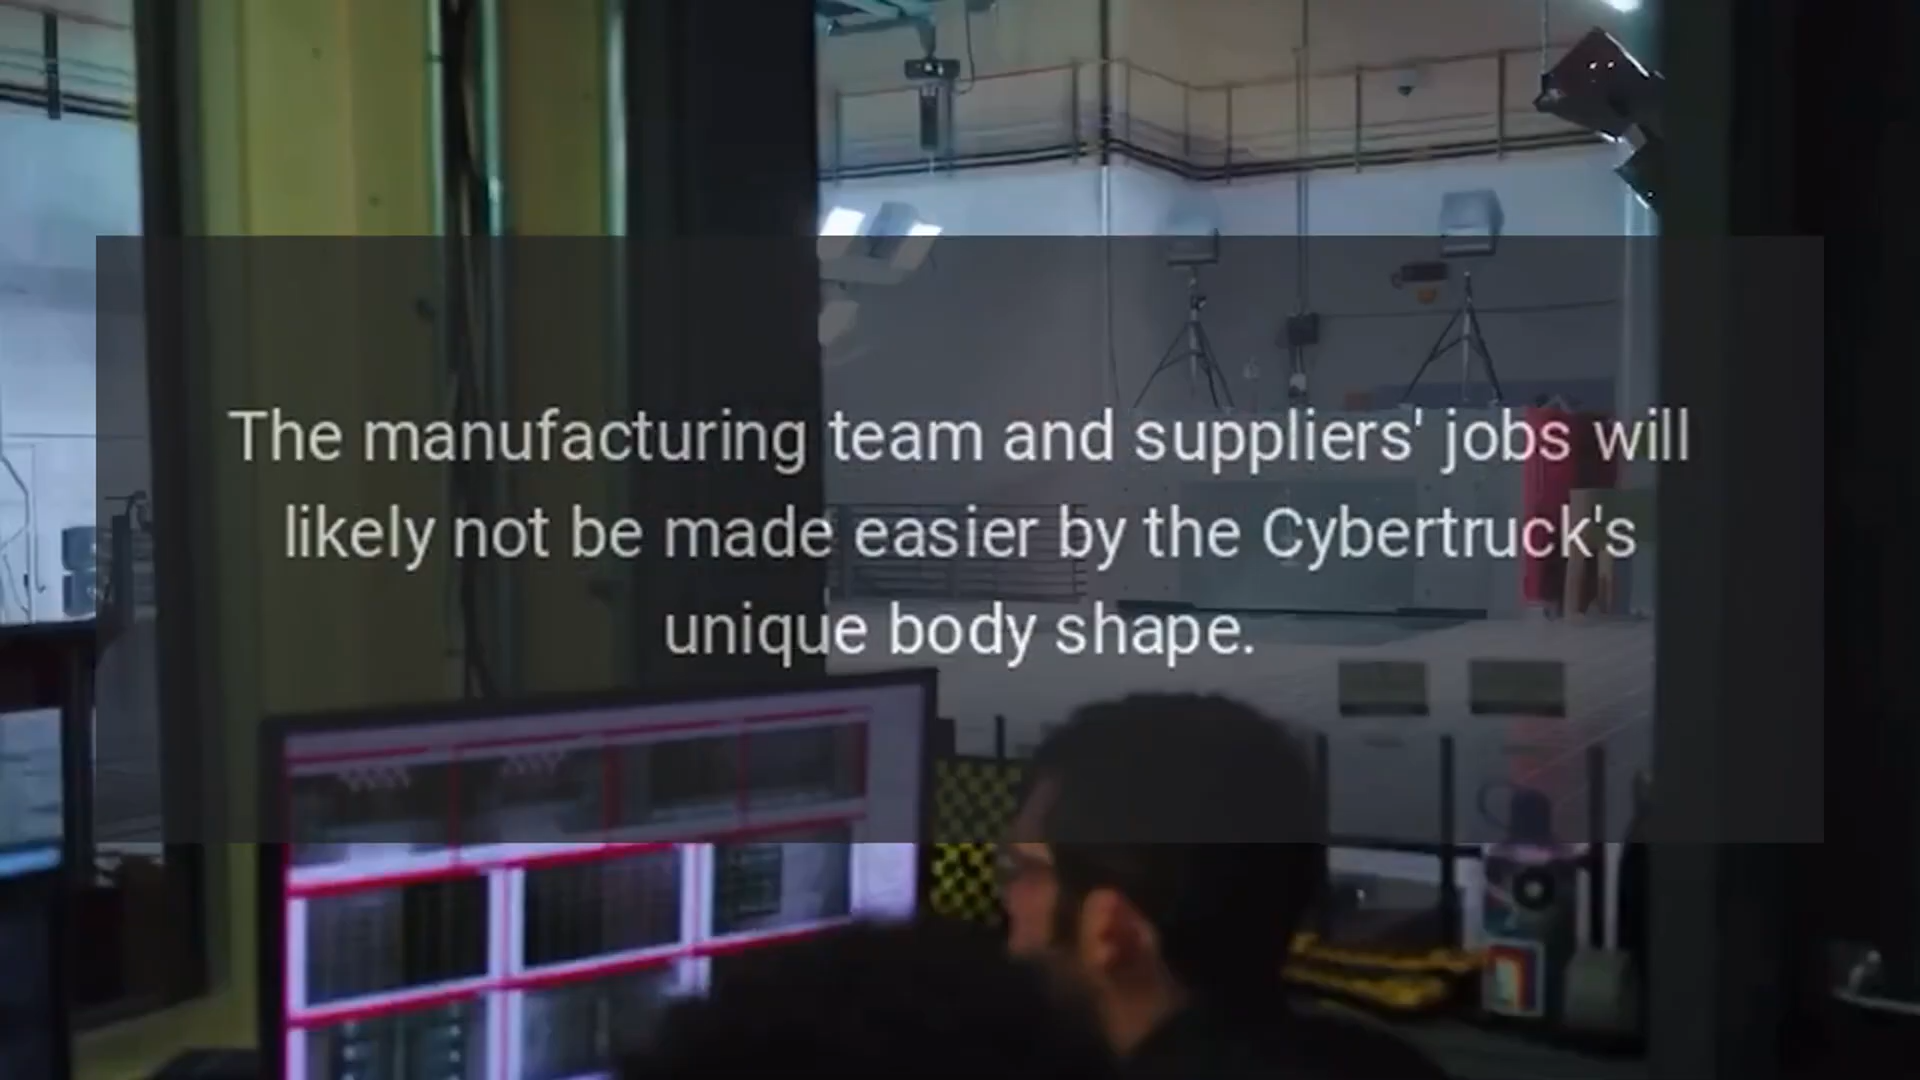 The manufacturing team and suppliers' jobs will
likely not be made easier by the Cybertruck's
unique body shape.